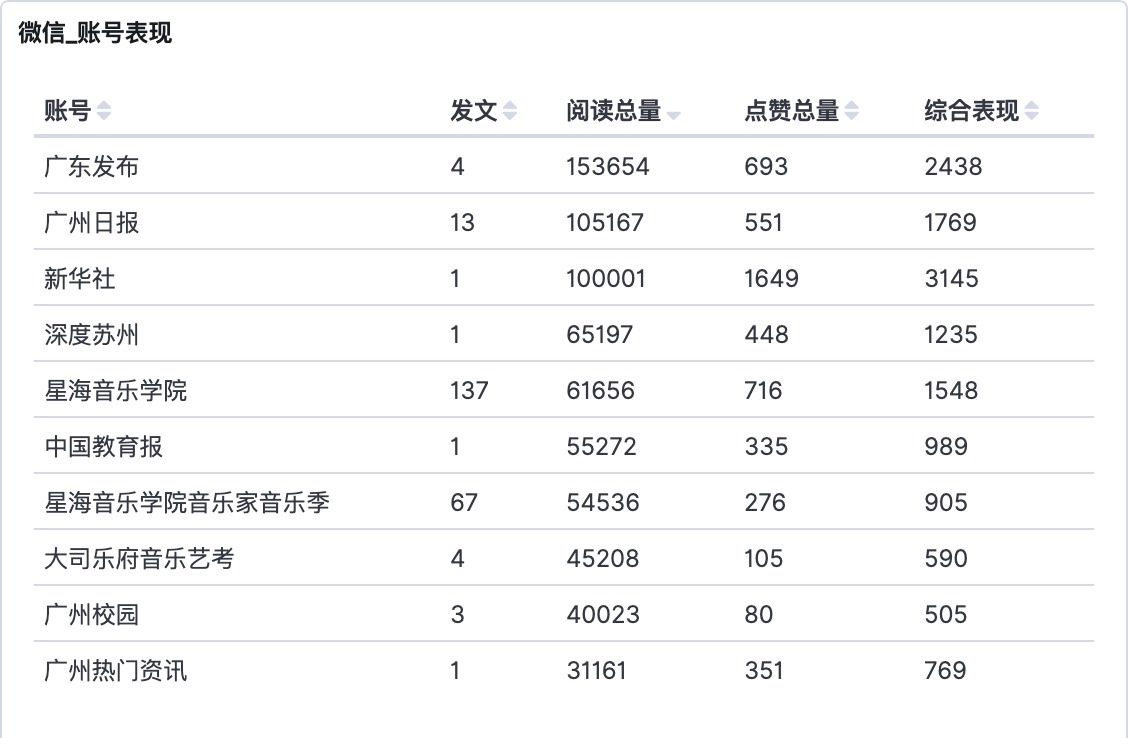 微信_账号表现
账号 发文 阅读总量 点赞总量 综合表现
广东发布 4 153654 693 2438
广州日报 13 105167 551 1769
新华社 1 100001 1649 3145
深度苏州 1 65197 448 1235
星海音乐学院 137 61656 716 1548
中国教育报 1 55272 335 989
星海音乐学院音乐家音乐季 67 54536 276 905
大司乐府音乐艺考 4 45208 105 590
广州校园 3 40023 80 505
广州热门资讯 1 31161 351 769